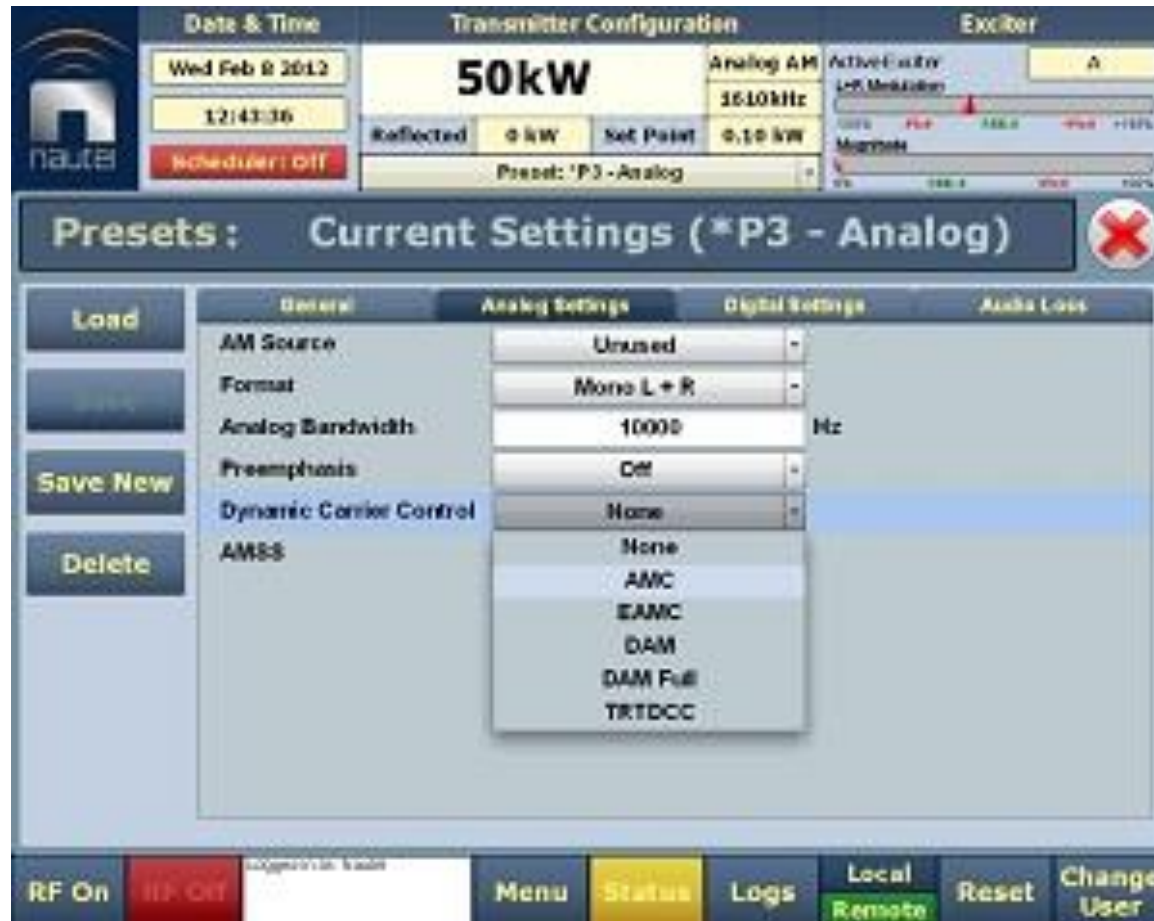 Date & Time
Transmitter Configuration
Exciter
nautel
Wed Feb 8 2012
12:43:36
Scheduler: Off
50kW
Analog AM
1610kHz
Reflected
0 kW
Set Point
0.10 kW
Preset: *P3 - Analog
Active Exciter
A
L+R Modulation
Magnitude
Presets: Current Settings (*P3 - Analog)
Load
Save New
Delete
General
Analog Settings
Digital Settings
Audio Loss
AM Source
Unused
Format
Mono L + R
Analog Bandwidth
10000
Hz
Preemphasis
Off
Dynamic Carrier Control
None
AMSS
None
AMC
EAMC
DAM
DAM Full
TRTDCC
RF On
RF Off
Menu
Status
Logs
Local
Remote
Reset
Change
User